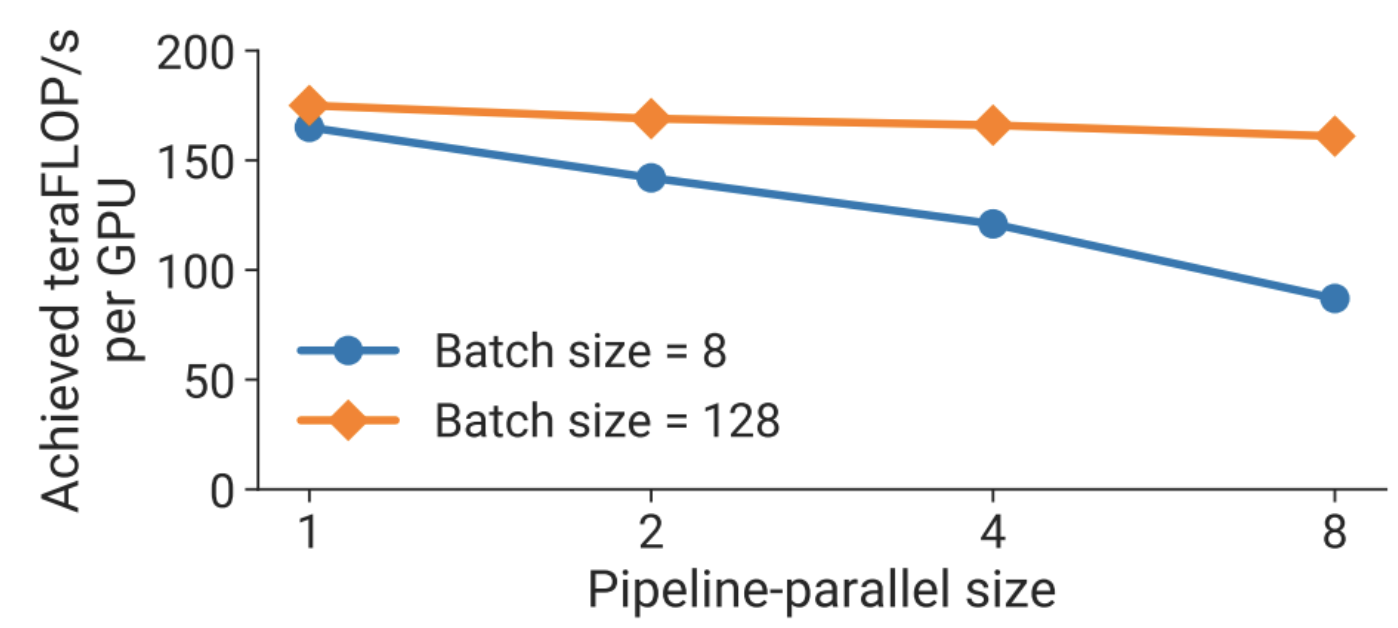 Achieved teraFLOP/s
per GPU
200
150
100
50
0
Batch size = 8
Batch size = 128
1 2 4 8
Pipeline-parallel size